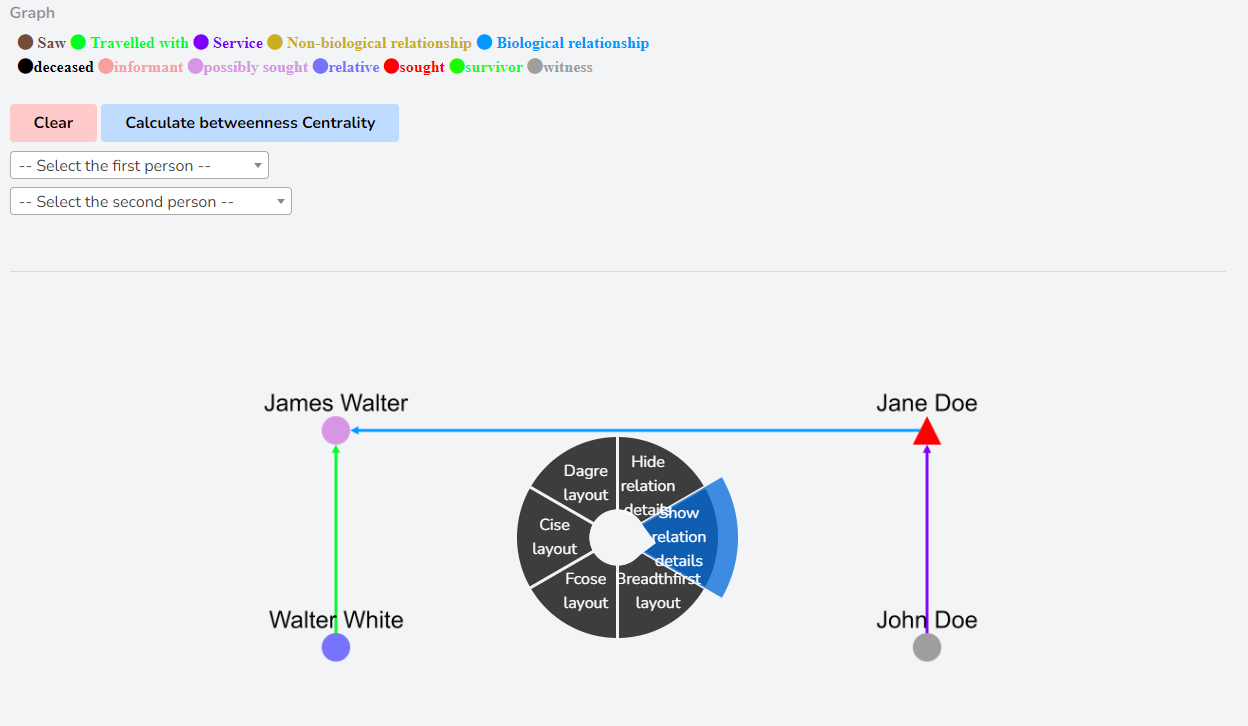 Graph
Saw Travelled with Service Non-biological relationship Biological relationship
deceased informant possibly sought relative sought survivor witness
Clear Calculate betweenness Centrality
-- Select the first person --
-- Select the second person --
James Walter
Jane Doe
Dagre
layout
Hide
relation
details
Show
relation
details
Cise
layout
Fcose
layout
Breadthfirst
layout
Walter White
John Doe